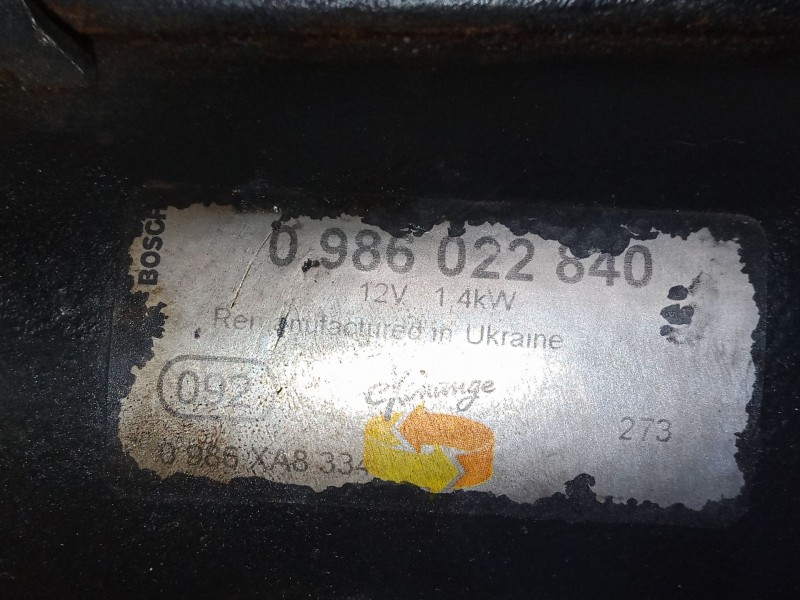 BOSCH
0 986 022 840
12V 1.4kW
Remanufactured in Ukraine
092
eXchange
273
0 986 XA8 334